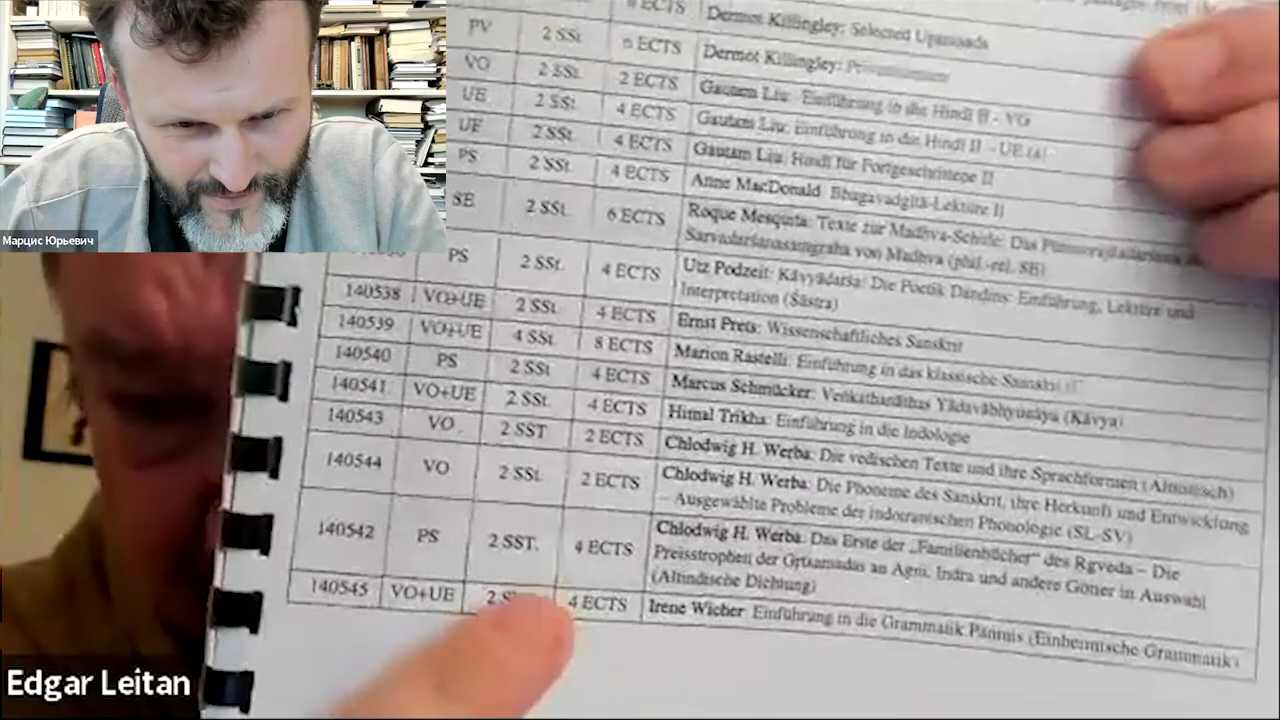 6 ECTS Dermot Killingley: Selected Upaniṣads
PV 2 SSt. 6 ECTS Dermot Killingley:
VO 2 SSt. 2 ECTS Gautam Liu: Einführung in die Hindi II - VO
UE 2 SSt. 4 ECTS Gautam Liu: Einführung in die Hindi II - UE
UE 2 SSt. 4 ECTS Gautam Liu: Hindi für Fortgeschrittene II
PS 2 SSt. 4 ECTS Anne MacDonald: Bhagavadgītā-Lektüre II
SE 2 SSt. 6 ECTS Roque Mesquita: Texte zur Madhva-Schule: Das
Sarvadarśanasaṃgraha von Madhva (phil.-rel. SE)
PS 2 SSt. 4 ECTS Utz Podzeit: Kāvyādarśa: Die Poetik Daṇḍins: Einführung, Lektüre und
Interpretation (Śāstra)
140538 VO+UE 2 SSt. 4 ECTS Ernst Prets: Wissenschaftliches Sanskrit
140539 VO+UE 4 SSt. 8 ECTS Marion Rastelli: Einführung in das klassische Sanskrit II
140540 PS 2 SSt. 4 ECTS Marcus Schmücker: Veṅkaṭanāthas Yādavābhyudaya (Kāvya)
140541 VO+UE 2 SSt. 4 ECTS Himal Trikha: Einführung in die Indologie
140543 VO 2 SST 2 ECTS Chlodwig H. Werba: Die vedischen Texte und ihre Sprachformen (Altindisch)
140544 VO 2 SSt. 2 ECTS Chlodwig H. Werba: Die Phoneme des Sanskrit, ihre Herkunft und Entwicklung
– Ausgewählte Probleme der indoiranischen Phonologie (SL-SV)
140542 PS 2 SST. 4 ECTS Chlodwig H. Werba: Das Erste der „Familienbücher“ des Ṛgveda – Die
Preisstrophen der Gṛtsamadas an Agni, Indra und andere Götter in Auswahl
(Altindische Dichtung)
140545 VO+UE 4 ECTS Irene Wicher: Einführung in die Grammatik Pāṇinis (Einheimische Grammatik)
Марцис Юрьевич
Edgar Leitan